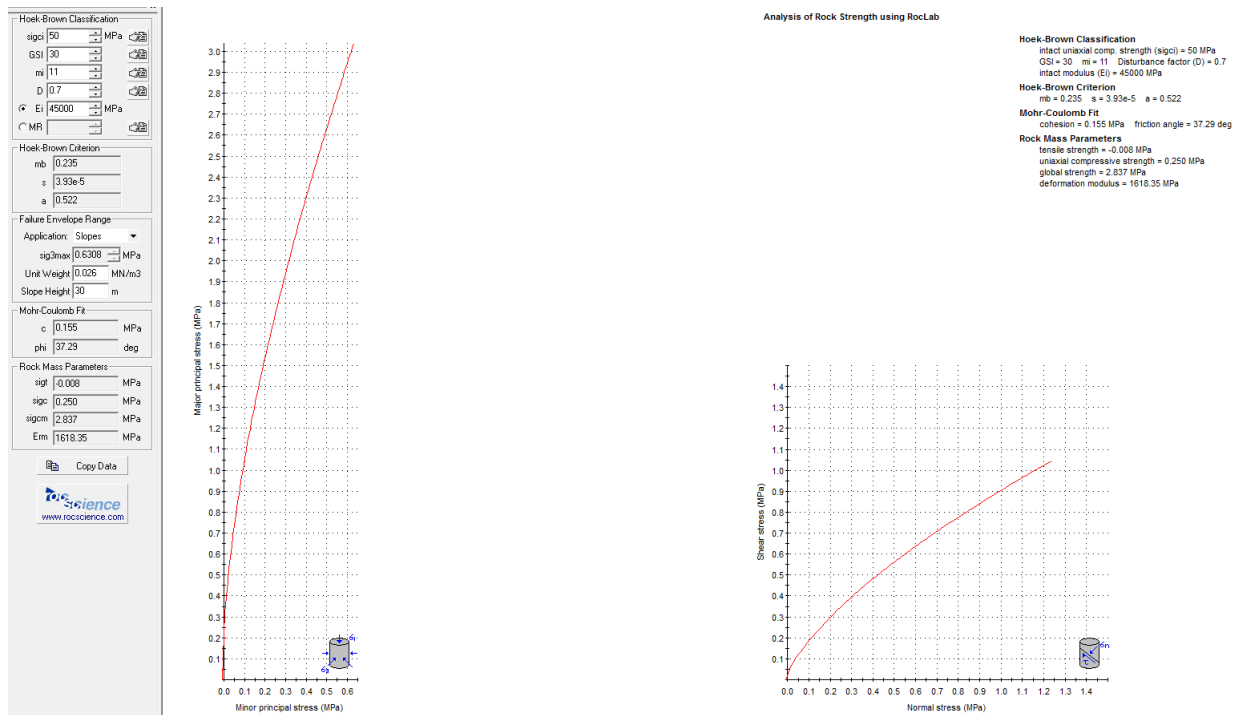 Hoek-Brown Classification
sigci 50 MPa
GSI 30
mi 11
D 0.7
Ei 45000 MPa
MR
Hoek-Brown Criterion
mb 0.235
s 3.93e-5
a 0.522
Failure Envelope Range
Application: Slopes
sig3max 0.6308 MPa
Unit Weight 0.026 MN/m3
Slope Height 30 m
Mohr-Coulomb Fit
c 0.155 MPa
phi 37.29 deg
Rock Mass Parameters
sigt -0.008 MPa
sigc 0.250 MPa
sigcm 2.837 MPa
Erm 1618.35 MPa
Copy Data
rocscience
www.rocscience.com
Major principal stress (MPa)
3.0
2.9
2.8
2.7
2.6
2.5
2.4
2.3
2.2
2.1
2.0
1.9
1.8
1.7
1.6
1.5
1.4
1.3
1.2
1.1
1.0
0.9
0.8
0.7
0.6
0.5
0.4
0.3
0.2
0.1
σ1
σ3
0.0 0.1 0.2 0.3 0.4 0.5 0.6
Minor principal stress (MPa)
Analysis of Rock Strength using RocLab
Hoek-Brown Classification
intact uniaxial comp. strength (sigci) = 50 MPa
GSI = 30 mi = 11 Disturbance factor (D) = 0.7
intact modulus (Ei) = 45000 MPa
Hoek-Brown Criterion
mb = 0.235 s = 3.93e-5 a = 0.522
Mohr-Coulomb Fit
cohesion = 0.155 MPa friction angle = 37.29 deg
Rock Mass Parameters
tensile strength = -0.008 MPa
uniaxial compressive strength = 0.250 MPa
global strength = 2.837 MPa
deformation modulus = 1618.35 MPa
Shear stress (MPa)
1.4
1.3
1.2
1.1
1.0
0.9
0.8
0.7
0.6
0.5
0.4
0.3
0.2
0.1
σn
τ
0.0 0.1 0.2 0.3 0.4 0.5 0.6 0.7 0.8 0.9 1.0 1.1 1.2 1.3 1.4
Normal stress (MPa)